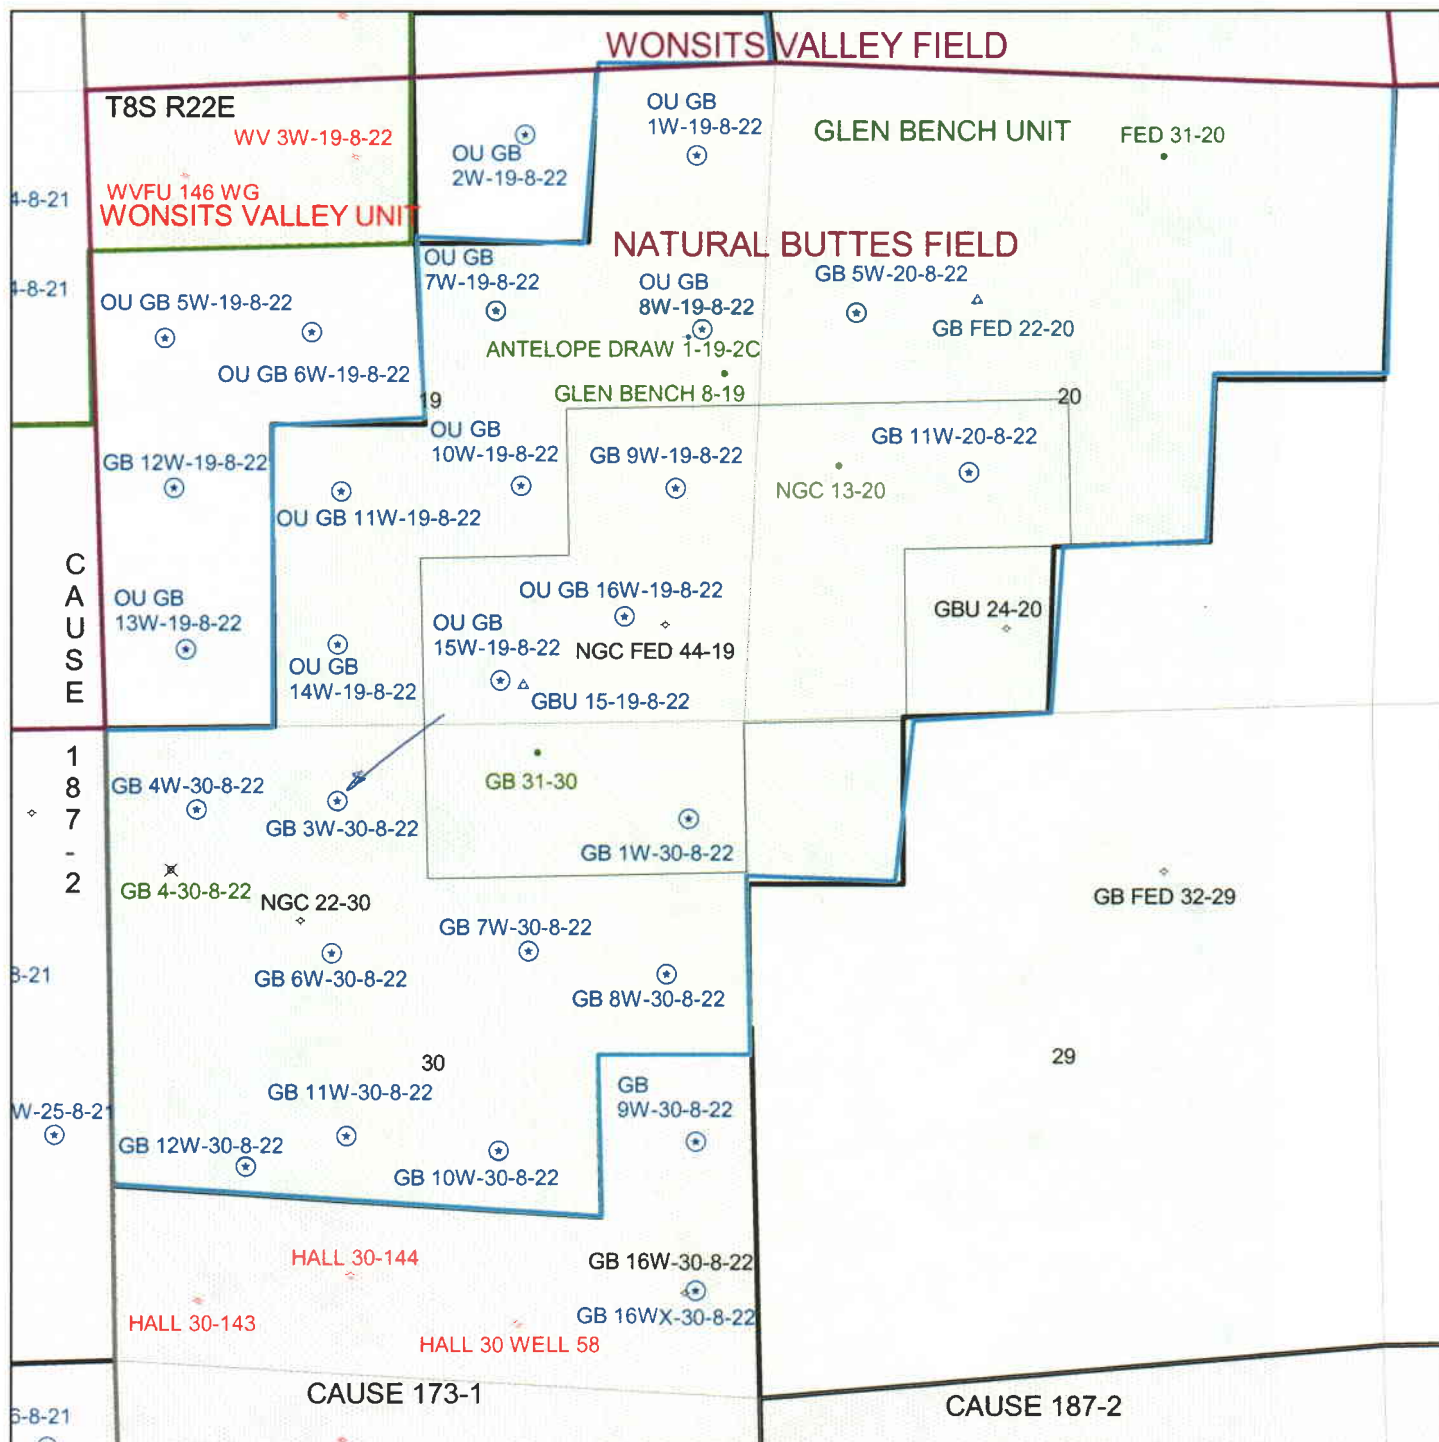 WONSITS VALLEY FIELD
T8S R22E
WV 3W-19-8-22
WVFU 146 WG
WONSITS VALLEY UNIT
OU GB
2W-19-8-22
OU GB
1W-19-8-22
GLEN BENCH UNIT
FED 31-20
4-8-21
NATURAL BUTTES FIELD
4-8-21
OU GB 5W-19-8-22
OU GB 6W-19-8-22
OU GB
7W-19-8-22
OU GB
8W-19-8-22
GB 5W-20-8-22
GB FED 22-20
ANTELOPE DRAW 1-19-2C
GLEN BENCH 8-19
19
20
GB 12W-19-8-22
OU GB 11W-19-8-22
OU GB
10W-19-8-22
GB 9W-19-8-22
NGC 13-20
GB 11W-20-8-22
CAUSE
187-2
OU GB
13W-19-8-22
OU GB
14W-19-8-22
OU GB
15W-19-8-22
OU GB 16W-19-8-22
NGC FED 44-19
GBU 15-19-8-22
GBU 24-20
GB 4W-30-8-22
GB 3W-30-8-22
GB 31-30
GB 1W-30-8-22
GB 4-30-8-22
NGC 22-30
GB 6W-30-8-22
GB 7W-30-8-22
GB 8W-30-8-22
GB FED 32-29
8-21
30
29
GB 11W-30-8-22
GB
9W-30-8-22
W-25-8-21
GB 12W-30-8-22
GB 10W-30-8-22
HALL 30-144
GB 16W-30-8-22
HALL 30-143
GB 16WX-30-8-22
HALL 30 WELL 58
CAUSE 173-1
CAUSE 187-2
6-8-21